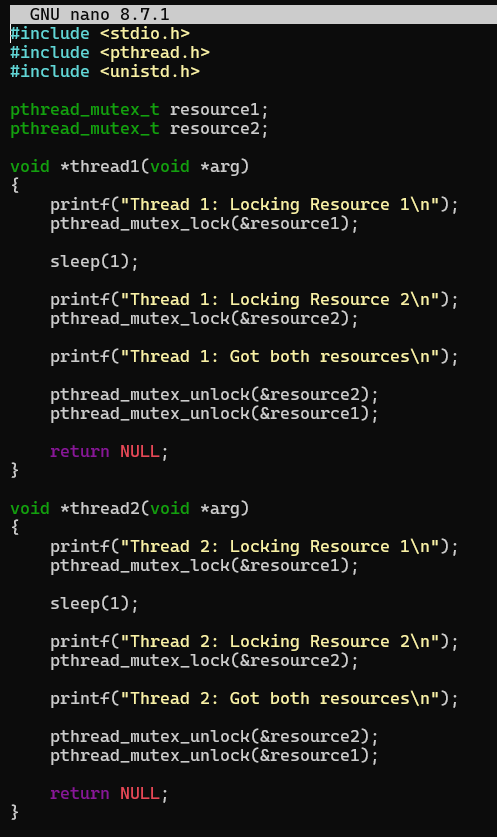 GNU nano 8.7.1
#include <stdio.h>
#include <pthread.h>
#include <unistd.h>
pthread_mutex_t resource1;
pthread_mutex_t resource2;
void *thread1(void *arg)
{
    printf("Thread 1: Locking Resource 1\n");
    pthread_mutex_lock(&resource1);
    sleep(1);
    printf("Thread 1: Locking Resource 2\n");
    pthread_mutex_lock(&resource2);
    printf("Thread 1: Got both resources\n");
    pthread_mutex_unlock(&resource2);
    pthread_mutex_unlock(&resource1);
    return NULL;
}
void *thread2(void *arg)
{
    printf("Thread 2: Locking Resource 1\n");
    pthread_mutex_lock(&resource1);
    sleep(1);
    printf("Thread 2: Locking Resource 2\n");
    pthread_mutex_lock(&resource2);
    printf("Thread 2: Got both resources\n");
    pthread_mutex_unlock(&resource2);
    pthread_mutex_unlock(&resource1);
    return NULL;
}